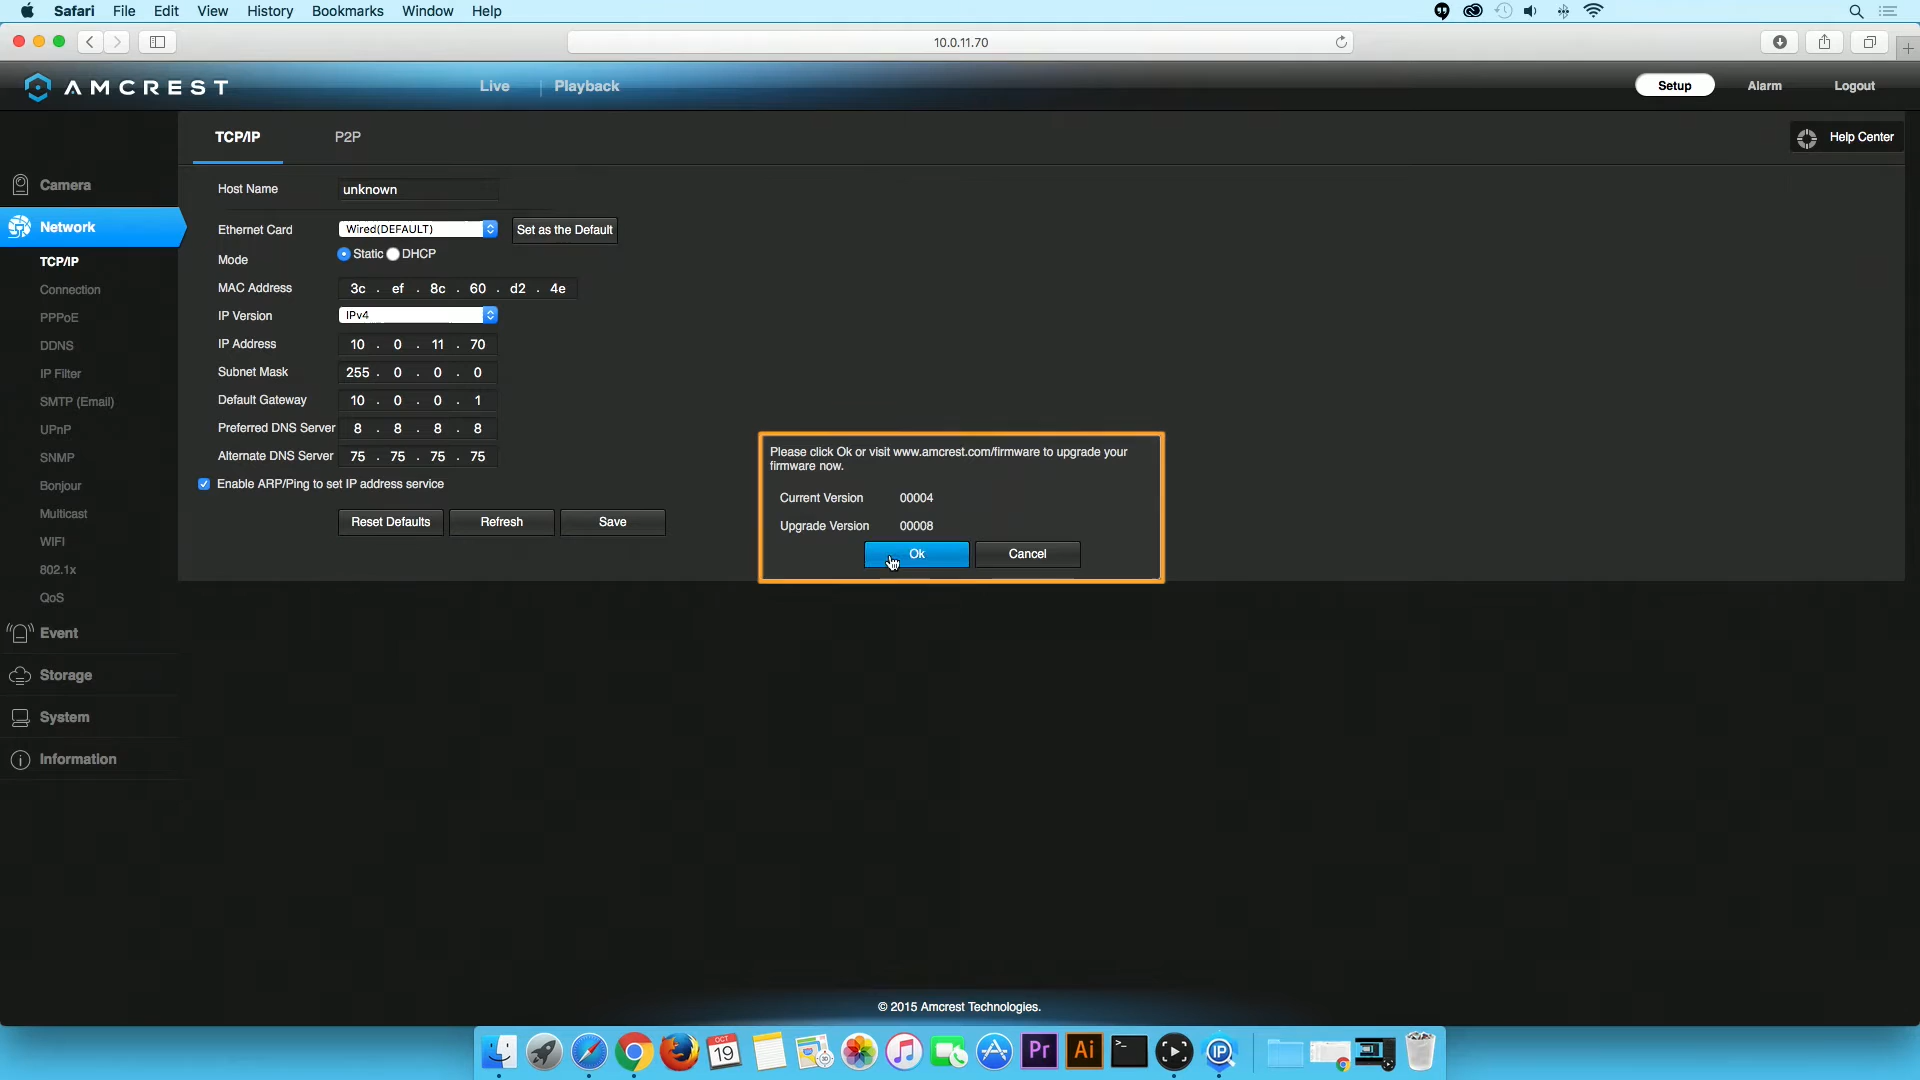 Safari File Edit View History Bookmarks Window Help
10.0.11.70
AMCREST
Live Playback
Setup Alarm Logout
TCP/IP P2P
Help Center
Camera
Network
TCP/IP
Connection
PPPoE
DDNS
IP Filter
SMTP (Email)
UPnP
SNMP
Bonjour
Multicast
WIFI
802.1x
QoS
Event
Storage
System
Information
Host Name unknown
Ethernet Card Wired(DEFAULT) Set as the Default
Mode Static DHCP
MAC Address 3c . ef . 8c . 60 . d2 . 4e
IP Version IPv4
IP Address 10 . 0 . 11 . 70
Subnet Mask 255 . 0 . 0 . 0
Default Gateway 10 . 0 . 0 . 1
Preferred DNS Server 8 . 8 . 8 . 8
Alternate DNS Server 75 . 75 . 75 . 75
Enable ARP/Ping to set IP address service
Reset Defaults Refresh Save
Please click Ok or visit www.amcrest.com/firmware to upgrade your
firmware now.
Current Version 00004
Upgrade Version 00008
Ok Cancel
© 2015 Amcrest Technologies.
OCT
19
Pr Ai IP